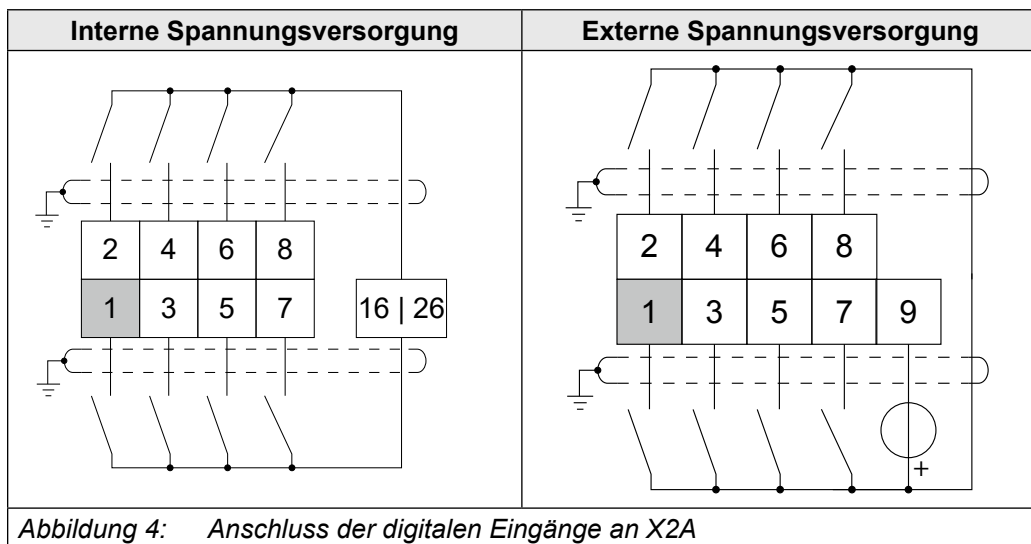 Interne Spannungsversorgung
Externe Spannungsversorgung
2 4 6 8
1 3 5 7 16 | 26
2 4 6 8
1 3 5 7 9
+
Abbildung 4: Anschluss der digitalen Eingänge an X2A